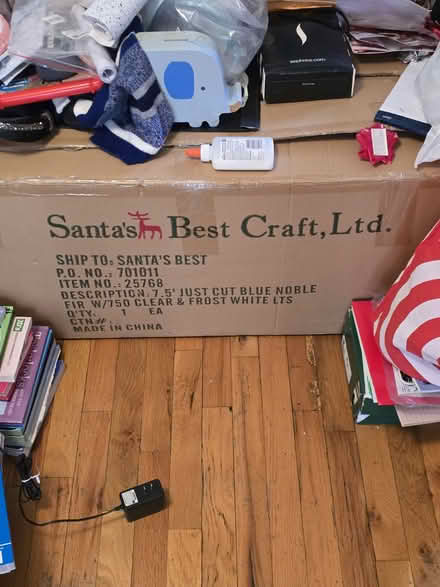 Santa's Best Craft, Ltd.
SHIP TO: SANTA'S BEST
P.O. NO.: 701011
ITEM NO.: 25768
DESCRIPTION: 7.5' JUST CUT BLUE NOBLE
FIR W/750 CLEAR & FROST WHITE LTS
Q'TY. 1 EA
CTN#:
MADE IN CHINA